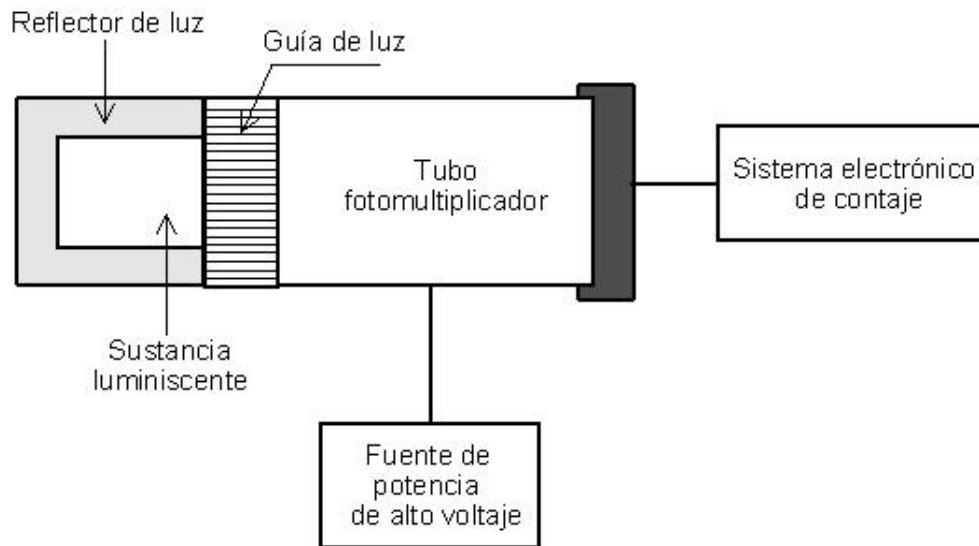 Reflector de luz
Guía de luz
Tubo
fotomultiplicador
Sistema electrónico
de contaje
Sustancia
luminiscente
Fuente de
potencia
de alto voltaje